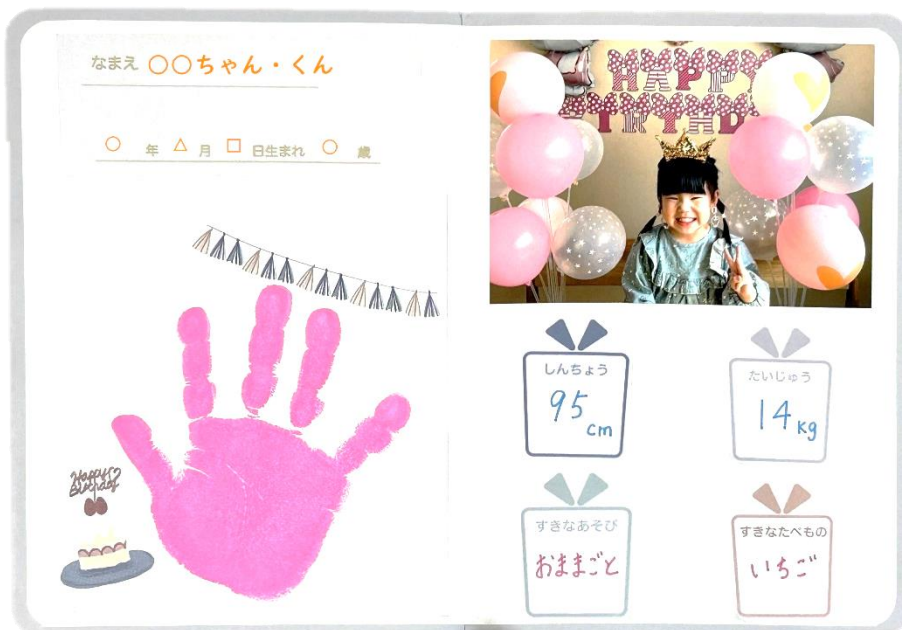 なまえ ○○ちゃん・くん
○ 年 △ 月 □ 日生まれ ○ 歳
Happy
Birthday
HAPPY
BIRTHD
しんちょう
95 cm
たいじゅう
14 kg
すきなあそび
おままごと
すきなたべもの
いちご